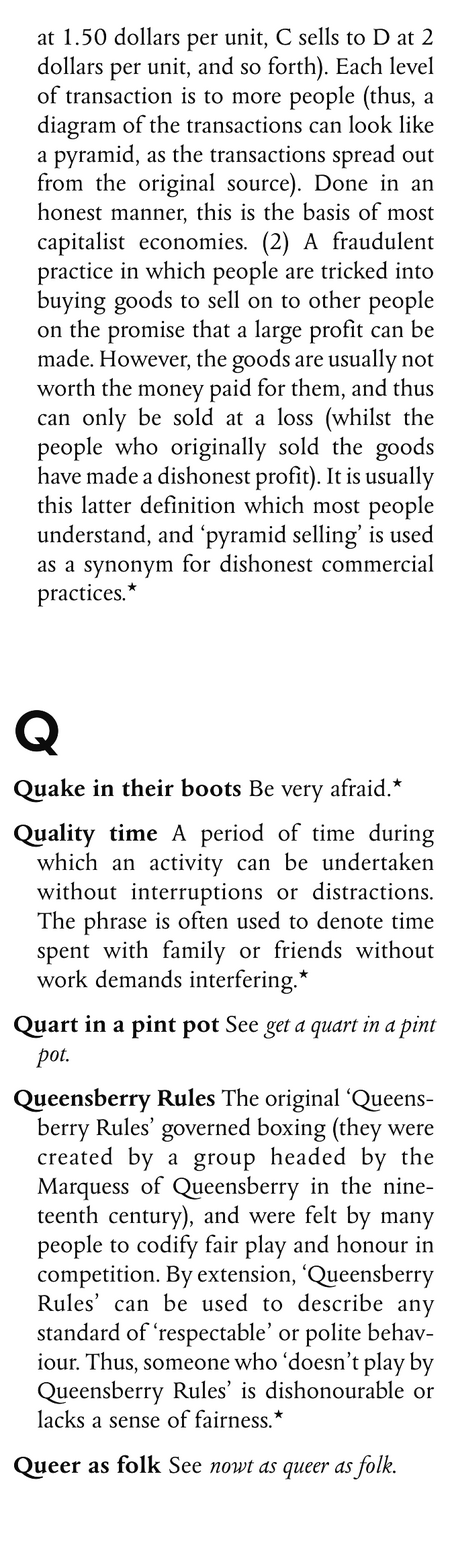 at 1.50 dollars per unit, C sells to D at 2
dollars per unit, and so forth). Each level
of transaction is to more people (thus, a
diagram of the transactions can look like
a pyramid, as the transactions spread out
from the original source). Done in an
honest manner, this is the basis of most
capitalist economies. (2) A fraudulent
practice in which people are tricked into
buying goods to sell on to other people
on the promise that a large profit can be
made. However, the goods are usually not
worth the money paid for them, and thus
can only be sold at a loss (whilst the
people who originally sold the goods
have made a dishonest profit). It is usually
this latter definition which most people
understand, and ‘pyramid selling’ is used
as a synonym for dishonest commercial
practices.★
Q
Quake in their boots Be very afraid.★
Quality time A period of time during
which an activity can be undertaken
without interruptions or distractions.
The phrase is often used to denote time
spent with family or friends without
work demands interfering.★
Quart in a pint pot See get a quart in a pint
pot.
Queensberry Rules The original ‘Queens-
berry Rules’ governed boxing (they were
created by a group headed by the
Marquess of Queensberry in the nine-
teenth century), and were felt by many
people to codify fair play and honour in
competition. By extension, ‘Queensberry
Rules’ can be used to describe any
standard of ‘respectable’ or polite behav-
iour. Thus, someone who ‘doesn’t play by
Queensberry Rules’ is dishonourable or
lacks a sense of fairness.★
Queer as folk See nowt as queer as folk.